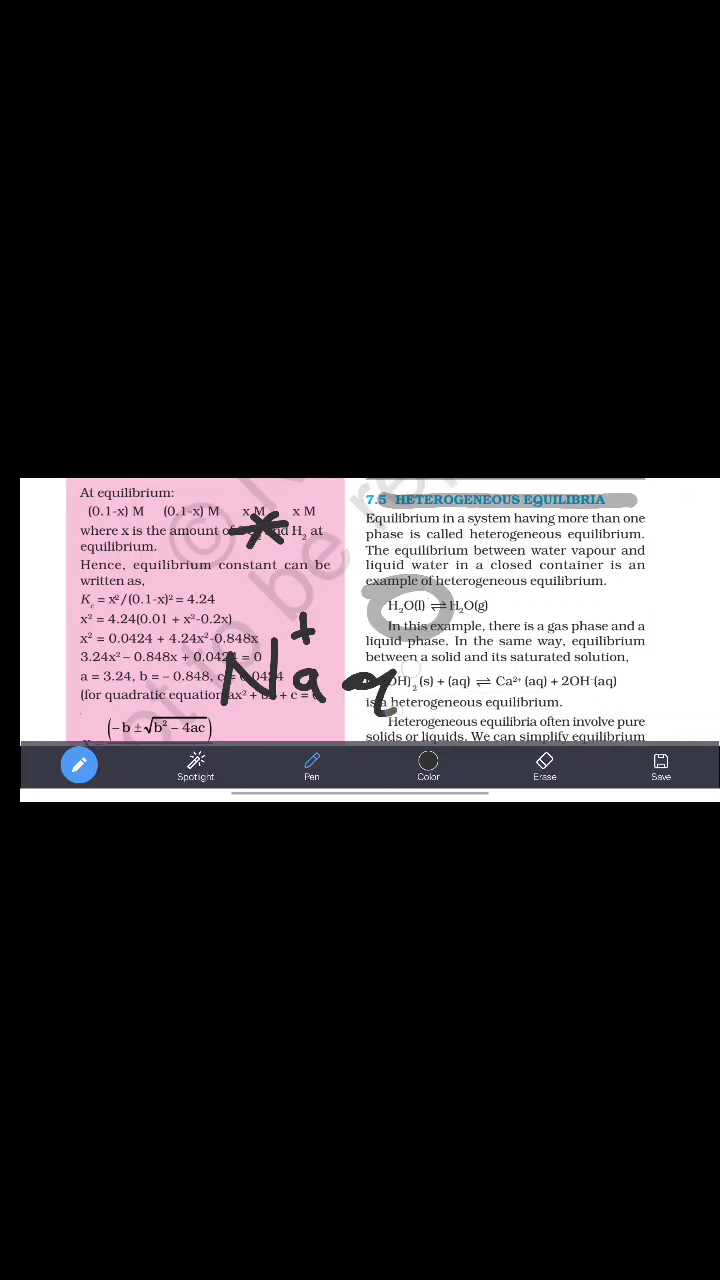 At equilibrium:
(0.1-x) M (0.1-x) M x M x M
where x is the amount of and H₂ at
equilibrium.
Hence, equilibrium constant can be
written as,
K꜀ = x²/(0.1-x)² = 4.24
x² = 4.24(0.01 + x²-0.2x)
x² = 0.0424 + 4.24x²-0.848x
3.24x² – 0.848x + 0.0424 = 0
a = 3.24, b = – 0.848, c = 0.0424
(for quadratic equation ax² + bx + c = 0,
(–b ± √b² – 4ac)
x =
Na⁺ aq
7.5 HETEROGENEOUS EQUILIBRIA
Equilibrium in a system having more than one
phase is called heterogeneous equilibrium.
The equilibrium between water vapour and
liquid water in a closed container is an
example of heterogeneous equilibrium.
H₂O(l) ⇌ H₂O(g)
In this example, there is a gas phase and a
liquid phase. In the same way, equilibrium
between a solid and its saturated solution,
OH)₂ (s) + (aq) ⇌ Ca²⁺ (aq) + 2OH⁻(aq)
is a heterogeneous equilibrium.
Heterogeneous equilibria often involve pure
solids or liquids. We can simplify equilibrium
Spotlight Pen Color Erase Save